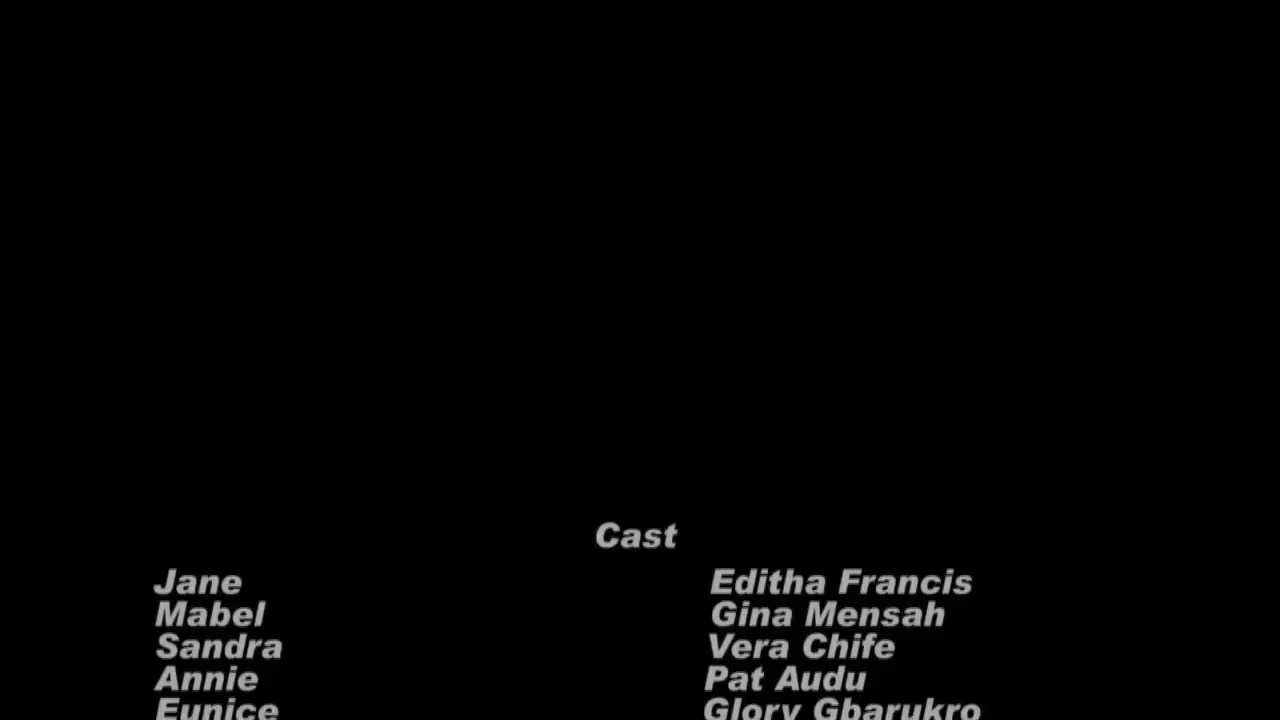 Cast
Jane Editha Francis
Mabel Gina Mensah
Sandra Vera Chife
Annie Pat Audu
Eunice Glory Gbarukro